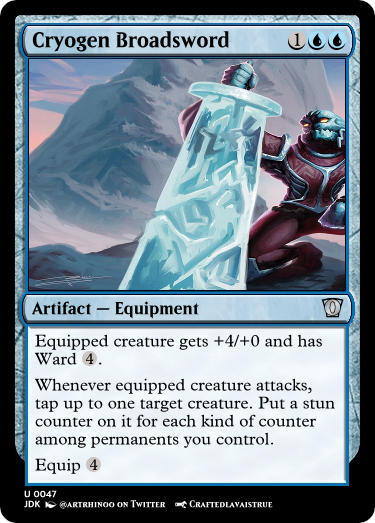 Cryogen Broadsword 1
Artifact — Equipment
Equipped creature gets +4/+0 and has
Ward 4.
Whenever equipped creature attacks,
tap up to one target creature. Put a stun
counter on it for each kind of counter
among permanents you control.
Equip 4
U 0047
JDK @artrhinoo on Twitter Craftedlavaistrue